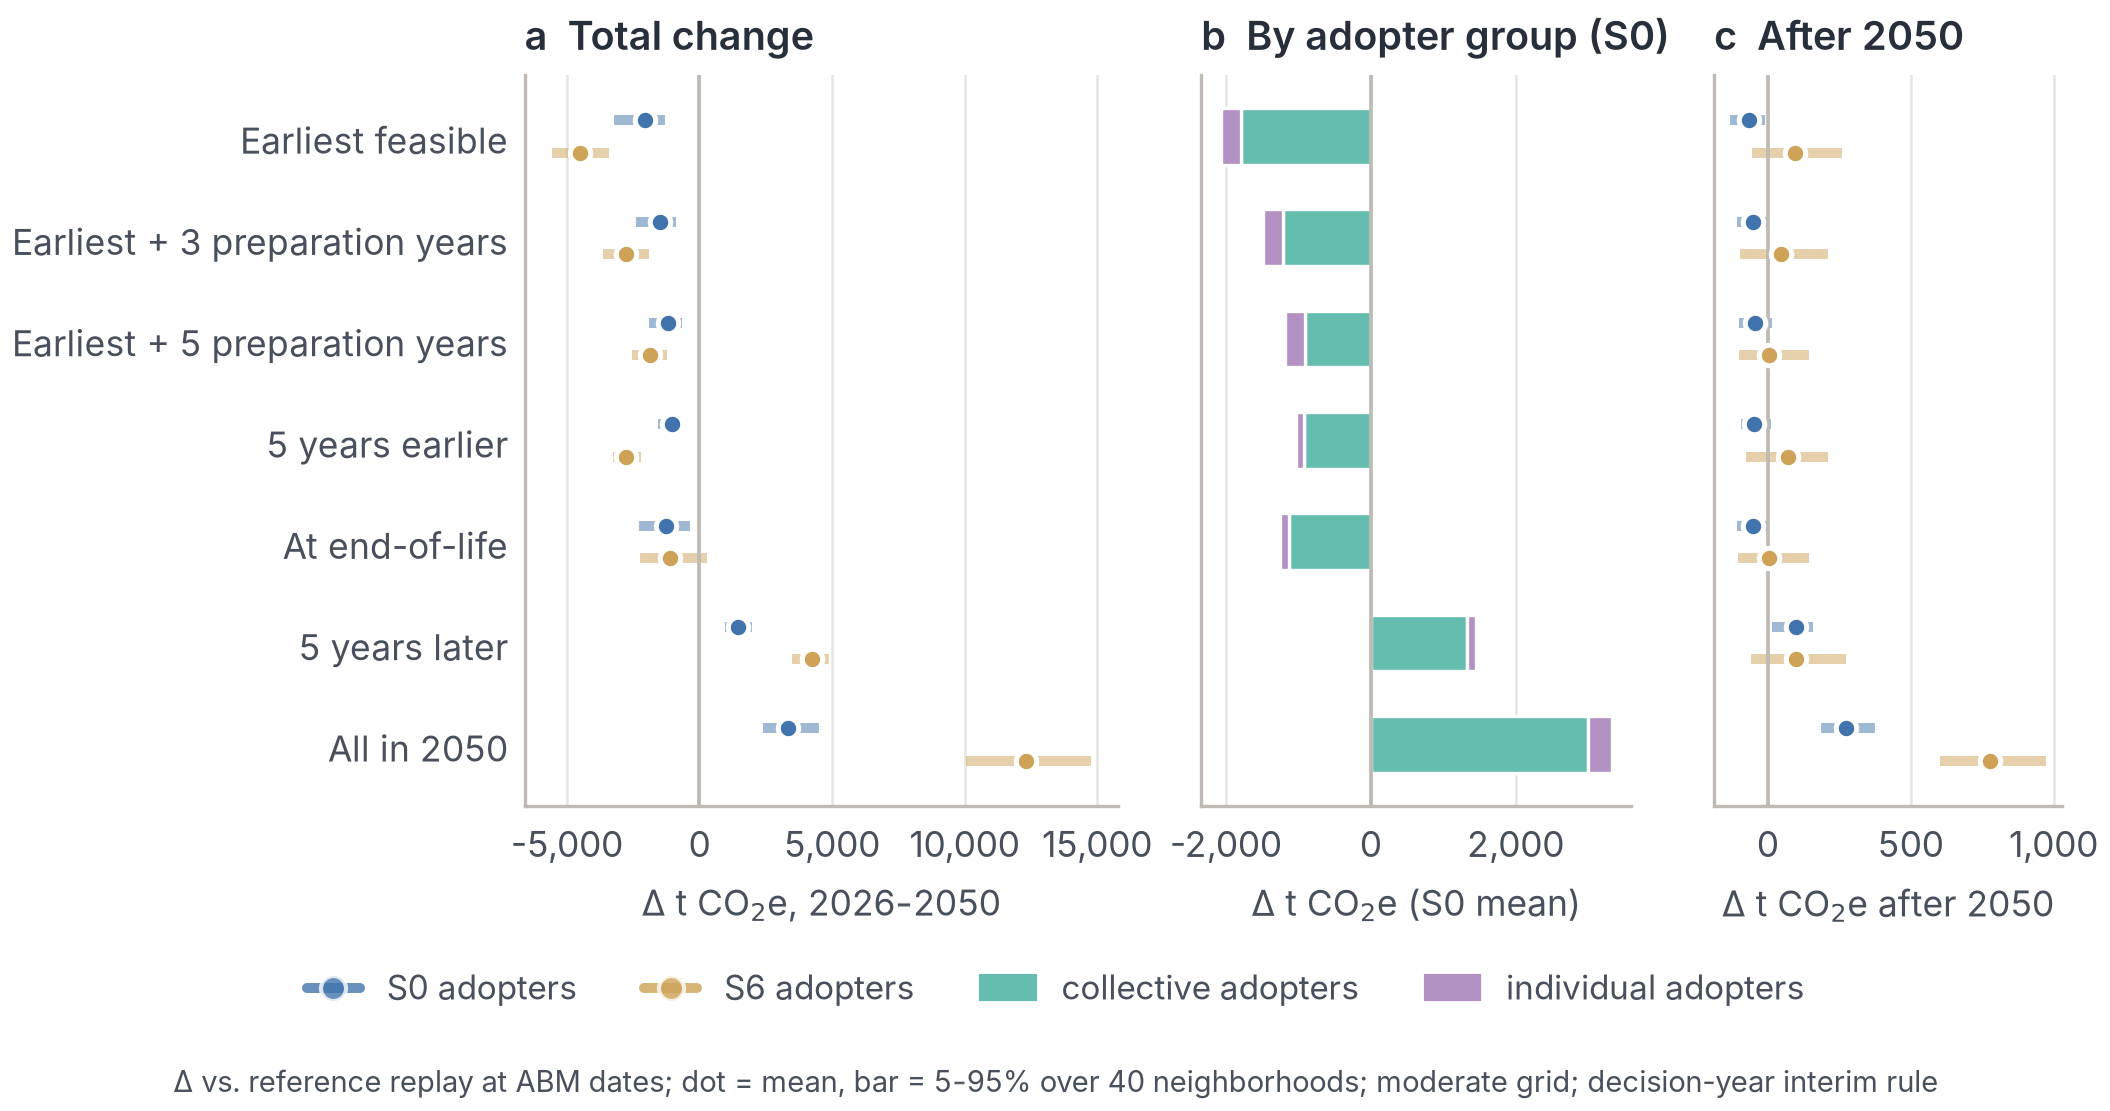 a Total change
b By adopter group (S0)
c After 2050
Earliest feasible
Earliest + 3 preparation years
Earliest + 5 preparation years
5 years earlier
At end-of-life
5 years later
All in 2050
-5,000 0 5,000 10,000 15,000
-2,000 0 2,000
0 500 1,000
Δ t CO₂e, 2026-2050
Δ t CO₂e (S0 mean)
Δ t CO₂e after 2050
S0 adopters
S6 adopters
collective adopters
individual adopters
Δ vs. reference replay at ABM dates; dot = mean, bar = 5-95% over 40 neighborhoods; moderate grid; decision-year interim rule